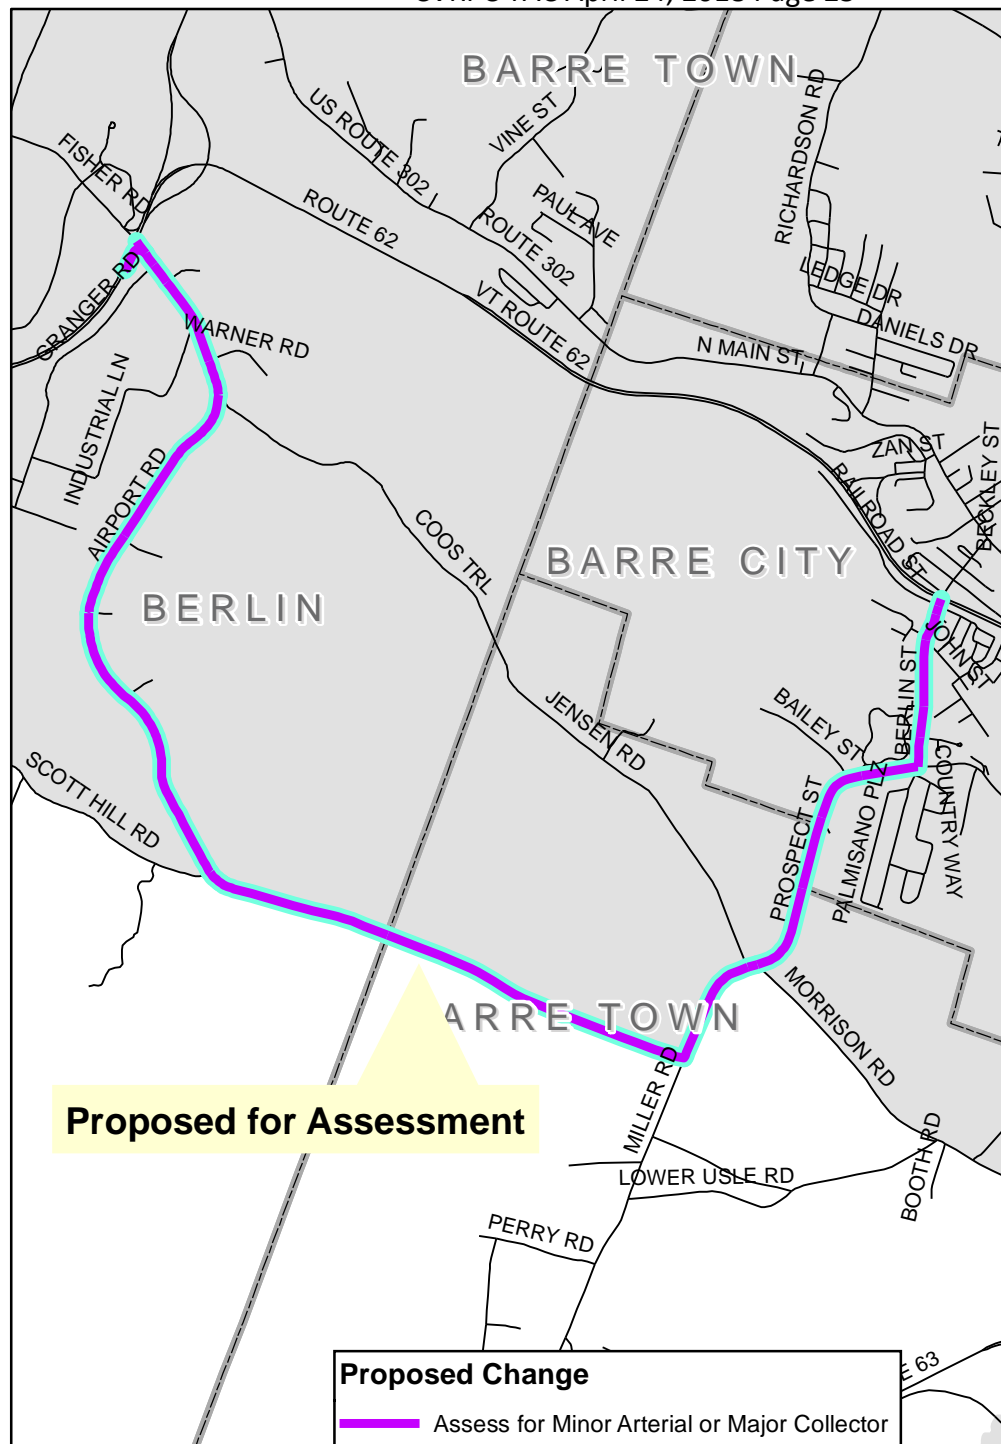 BARRE TOWN
US ROUTE 302
VINE ST
RICHARDSON RD
FISHER RD
ROUTE 62
PAUL AVE
ROUTE 302
GRANGER RD
VT ROUTE 62
LEDGE DR
DANIELS DR
WARNER RD
N MAIN ST
INDUSTRIAL LN
ZAN ST
BECKLEY ST
AIRPORT RD
RAILROAD ST
COOS TRL
BARRE CITY
BERLIN
JOHN ST
BERLIN ST
JENSEN RD
BAILEY ST
COUNTRY WAY
SCOTT HILL RD
PROSPECT ST
PALMISANO PLZ
MORRISON RD
ARRE TOWN
Proposed for Assessment
MILLER RD
BOOTH RD
LOWER USLE RD
PERRY RD
E 63
Proposed Change
Assess for Minor Arterial or Major Collector